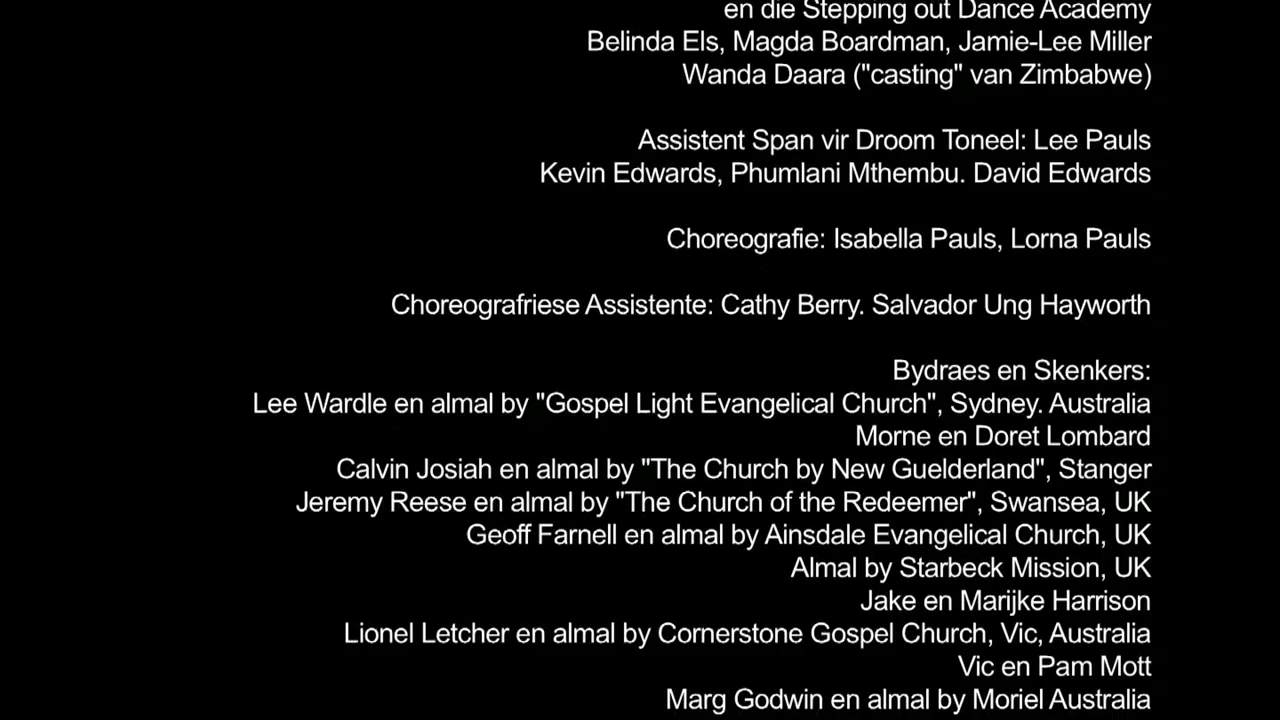 en die Stepping out Dance Academy
Belinda Els, Magda Boardman, Jamie-Lee Miller
Wanda Daara ("casting" van Zimbabwe)
Assistent Span vir Droom Toneel: Lee Pauls
Kevin Edwards, Phumlani Mthembu. David Edwards
Choreografie: Isabella Pauls, Lorna Pauls
Choreografriese Assistente: Cathy Berry. Salvador Ung Hayworth
Bydraes en Skenkers:
Lee Wardle en almal by "Gospel Light Evangelical Church", Sydney. Australia
Morne en Doret Lombard
Calvin Josiah en almal by "The Church by New Guelderland", Stanger
Jeremy Reese en almal by "The Church of the Redeemer", Swansea, UK
Geoff Farnell en almal by Ainsdale Evangelical Church, UK
Almal by Starbeck Mission, UK
Jake en Marijke Harrison
Lionel Letcher en almal by Cornerstone Gospel Church, Vic, Australia
Vic en Pam Mott
Marg Godwin en almal by Moriel Australia